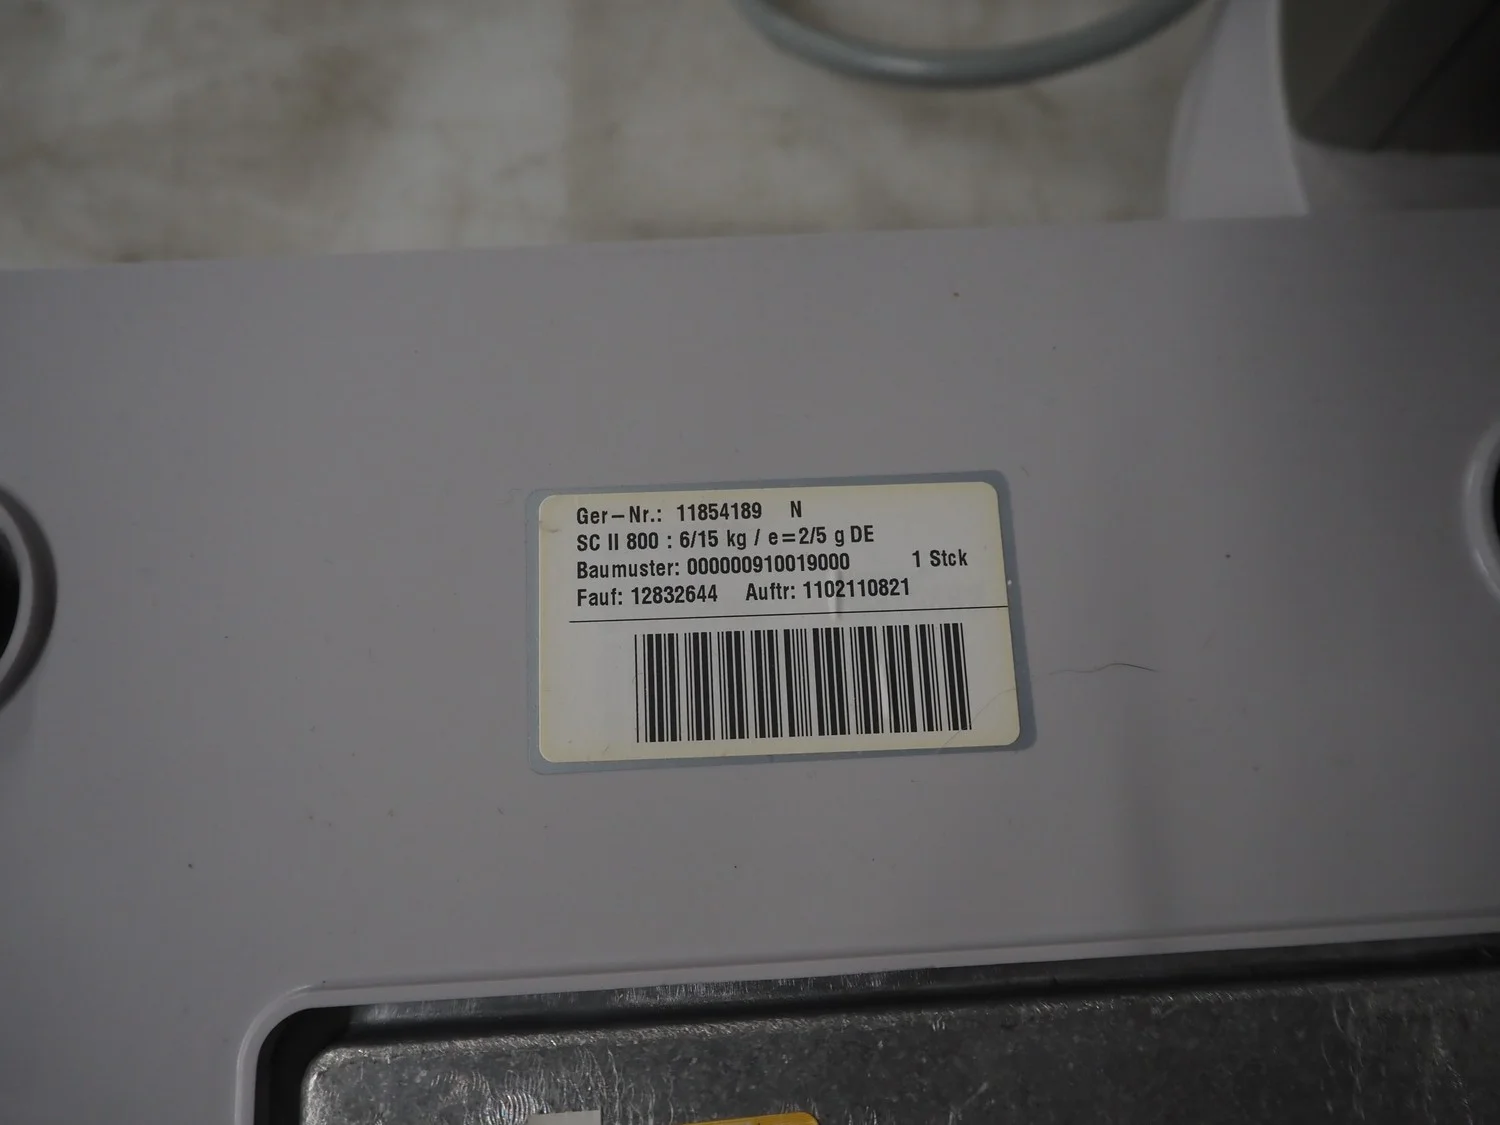 Ger-Nr.: 11854189 N
SC II 800 : 6/15 kg / e=2/5 g DE
Baumuster: 000000910019000 1 Stck
Fauf: 12832644 Auftr: 1102110821